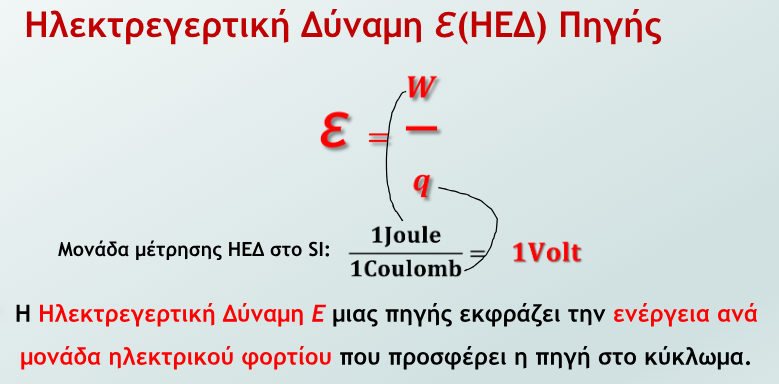 Ηλεκτρεγερτική Δύναμη Ɛ(ΗΕΔ) Πηγής
W
Ɛ = —
q
Μονάδα μέτρησης ΗΕΔ στο SI: 1Joule / 1Coulomb = 1Volt
Η Ηλεκτρεγερτική Δύναμη Ε μιας πηγής εκφράζει την ενέργεια ανά
μονάδα ηλεκτρικού φορτίου που προσφέρει η πηγή στο κύκλωμα.